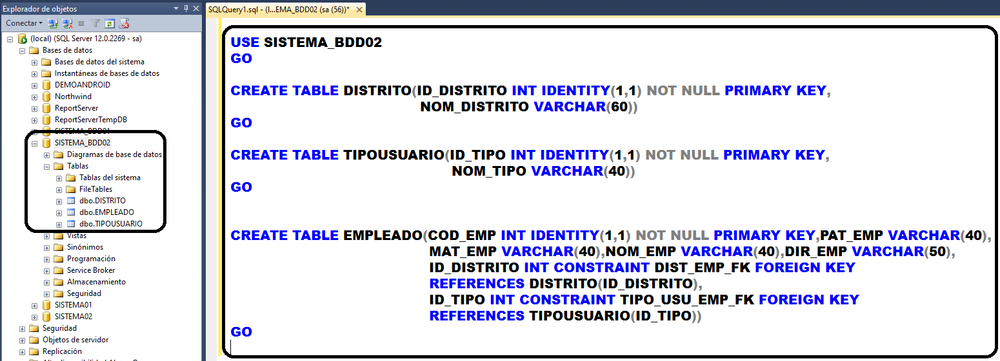 Explorador de objetos
Conectar
(local) (SQL Server 12.0.2269 - sa)
Bases de datos
Bases de datos del sistema
Instantáneas de bases de datos
DEMOANDROID
Northwind
ReportServer
ReportServerTempDB
SISTEMA_BDD01
SISTEMA_BDD02
Diagramas de base de datos
Tablas
Tablas del sistema
FileTables
dbo.DISTRITO
dbo.EMPLEADO
dbo.TIPOUSUARIO
Vistas
Sinónimos
Programación
Service Broker
Almacenamiento
Seguridad
SISTEMA01
SISTEMA02
Seguridad
Objetos de servidor
Replicación
SQLQuery1.sql - (l...EMA_BDD02 (sa (56))*
USE SISTEMA_BDD02
GO
CREATE TABLE DISTRITO(ID_DISTRITO INT IDENTITY(1,1) NOT NULL PRIMARY KEY,
NOM_DISTRITO VARCHAR(60))
GO
CREATE TABLE TIPOUSUARIO(ID_TIPO INT IDENTITY(1,1) NOT NULL PRIMARY KEY,
NOM_TIPO VARCHAR(40))
GO
CREATE TABLE EMPLEADO(COD_EMP INT IDENTITY(1,1) NOT NULL PRIMARY KEY,PAT_EMP VARCHAR(40),
MAT_EMP VARCHAR(40),NOM_EMP VARCHAR(40),DIR_EMP VARCHAR(50),
ID_DISTRITO INT CONSTRAINT DIST_EMP_FK FOREIGN KEY
REFERENCES DISTRITO(ID_DISTRITO),
ID_TIPO INT CONSTRAINT TIPO_USU_EMP_FK FOREIGN KEY
REFERENCES TIPOUSUARIO(ID_TIPO))
GO